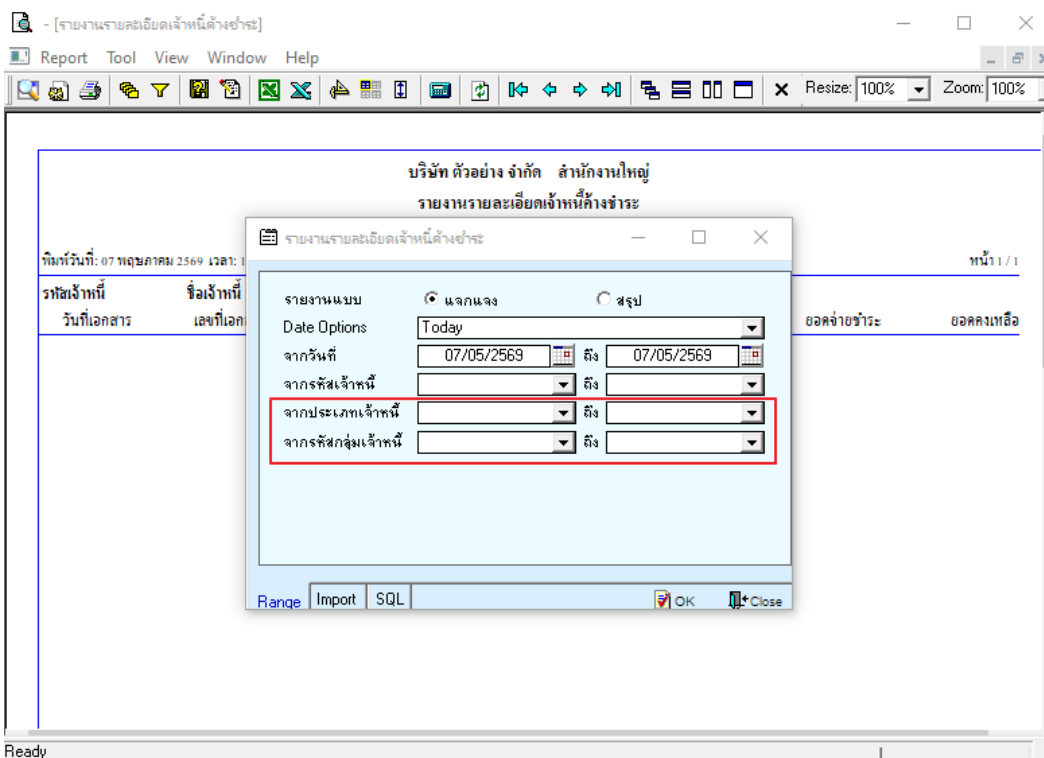 - [รายงานรายละเอียดเจ้าหนี้ค้างชำระ]
Report Tool View Window Help
Resize: 100% Zoom: 100%
บริษัท ตัวอย่าง จำกัด สำนักงานใหญ่
รายงานรายละเอียดเจ้าหนี้ค้างชำระ
รายงานรายละเอียดเจ้าหนี้ค้างชำระ
พิมพ์วันที่: 07 พฤษภาคม 2569 เวลา: 1
หน้า 1 / 1
รหัสเจ้าหนี้ ชื่อเจ้าหนี้
วันที่เอกสาร เลขที่เอก
ยอดจ่ายชำระ ยอดคงเหลือ
รายงานแบบ แจกแจง สรุป
Date Options Today
จากวันที่ 07/05/2569 ถึง 07/05/2569
จากรหัสเจ้าหนี้ ถึง
จากประเภทเจ้าหนี้ ถึง
จากรหัสกลุ่มเจ้าหนี้ ถึง
Range Import SQL OK Close
Ready